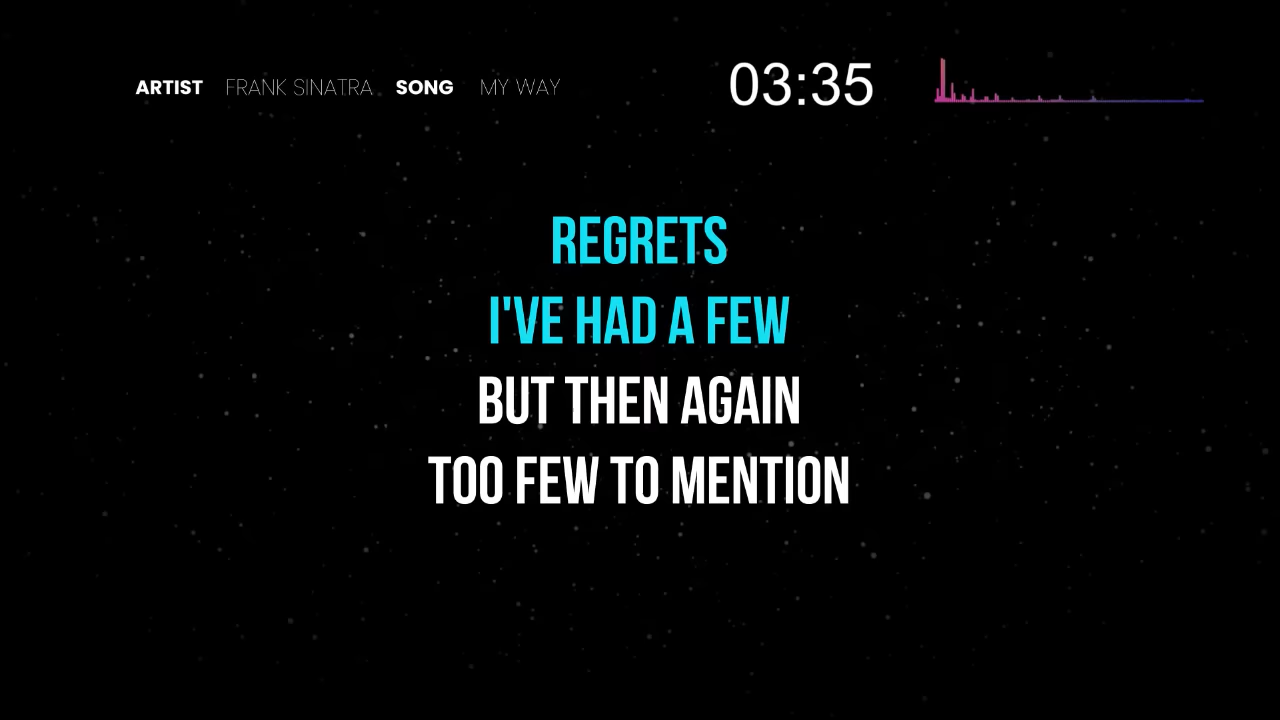 ARTIST FRANK SINATRA SONG MY WAY 03:35
REGRETS
I'VE HAD A FEW
BUT THEN AGAIN
TOO FEW TO MENTION